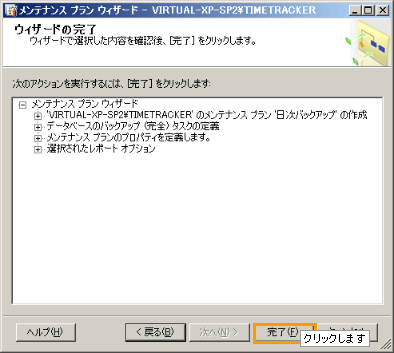 メンテナンス プラン ウィザード - VIRTUAL-XP-SP2¥TIMETRACKER
ウィザードの完了
ウィザードで選択した内容を確認後、[完了] をクリックします。
次のアクションを実行するには、[完了] をクリックします:
メンテナンス プラン ウィザード
'VIRTUAL-XP-SP2¥TIMETRACKER' のメンテナンス プラン '日次バックアップ' の作成
データベースのバックアップ (完全) タスクの定義
メンテナンス プランのプロパティを定義します。
選択されたレポート オプション
ヘルプ(H)
< 戻る(B)
次へ(N) >
完了(F)
クリックします